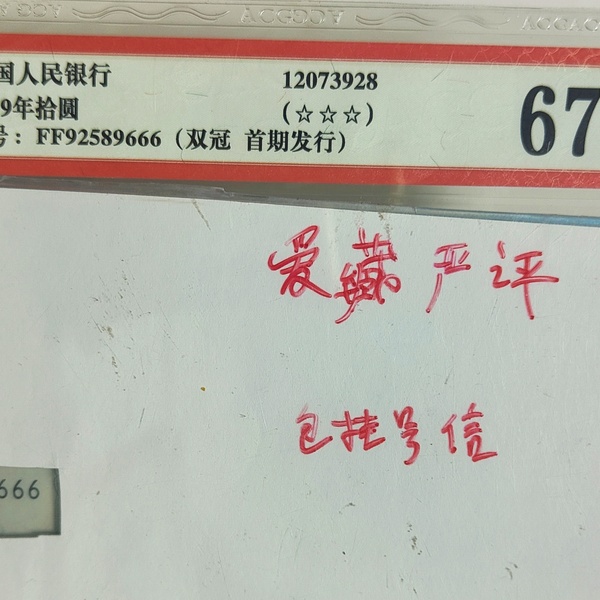 国人民银行 12073928
9年拾圆 (☆☆☆) 67
号: FF92589666 (双冠 首期发行)
爱藏 严评
包挂号信
666